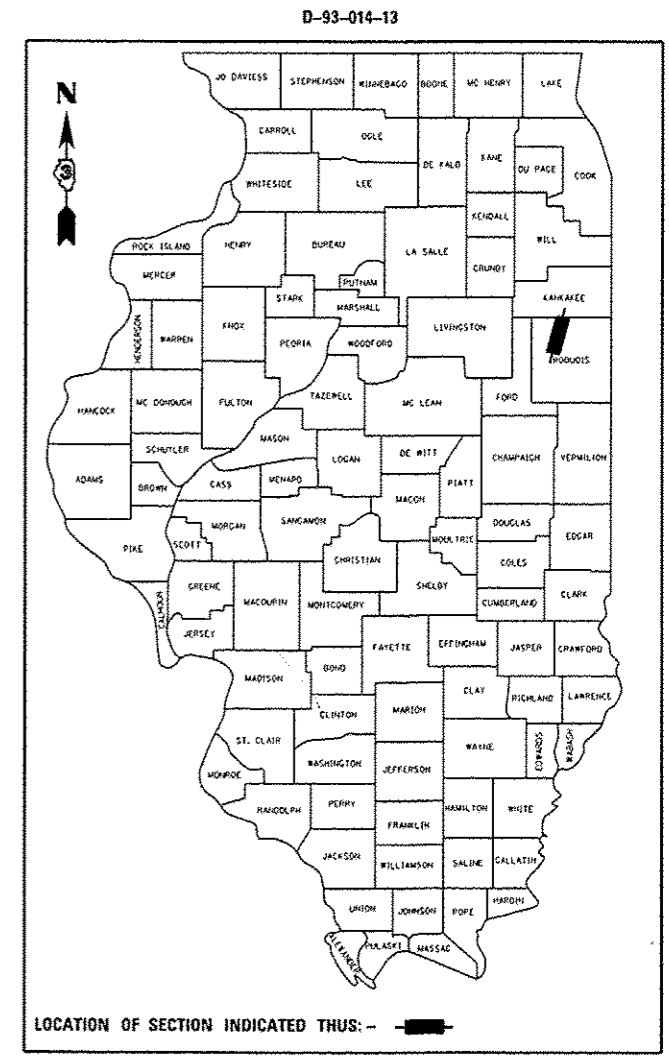 D-93-014-13
JO DAVIESS STEPHENSON WINNEBAGO BOONE MC HENRY LAKE
N
CARROLL OGLE
DE KALB KANE
3
DU PAGE COOK
WHITESIDE LEE
KENDALL
ROCK ISLAND HENRY BUREAU LA SALLE WILL
GRUNDY
MERCER
PUTNAM
STARK MARSHALL KANKAKEE
HENDERSON WARREN KNOX PEORIA WOODFORD LIVINGSTON
IROQUOIS
HANCOCK MC DONOUGH FULTON TAZEWELL MC LEAN FORD
MASON
SCHUYLER LOGAN DE WITT CHAMPAIGN VERMILION
ADAMS BROWN CASS MENARD PIATT
MACON
MORGAN SANGAMON DOUGLAS
PIKE SCOTT MOULTRIE EDGAR
CHRISTIAN COLES
GREENE SHELBY
CALHOUN MACOUPIN MONTGOMERY CUMBERLAND CLARK
JERSEY FAYETTE EFFINGHAM JASPER CRAWFORD
MADISON BOND
CLAY RICHLAND LAWRENCE
CLINTON MARION
ST. CLAIR WAYNE EDWARDS WABASH
WASHINGTON JEFFERSON
MONROE
RANDOLPH PERRY HAMILTON WHITE
FRANKLIN
JACKSON WILLIAMSON SALINE GALLATIN
UNION JOHNSON POPE HARDIN
ALEXANDER PULASKI MASSAC
LOCATION OF SECTION INDICATED THUS: -